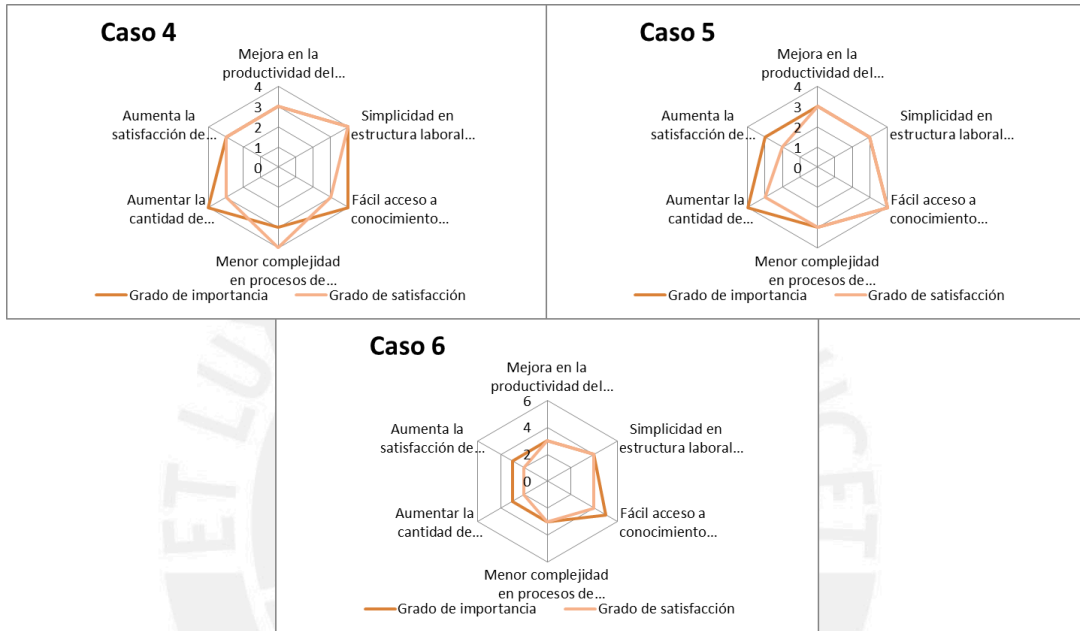 Caso 4
Mejora en la
productividad del...
4
3
2
1
0
Simplicidad en
estructura laboral...
Fácil acceso a
conocimiento...
Menor complejidad
en procesos de...
Aumentar la
cantidad de...
Aumenta la
satisfacción de...
Grado de importancia
Grado de satisfacción
Caso 5
Mejora en la
productividad del...
4
3
2
1
0
Simplicidad en
estructura laboral...
Fácil acceso a
conocimiento...
Menor complejidad
en procesos de...
Aumentar la
cantidad de...
Aumenta la
satisfacción de...
Grado de importancia
Grado de satisfacción
Caso 6
Mejora en la
productividad del...
6
4
2
0
Simplicidad en
estructura laboral...
Fácil acceso a
conocimiento...
Menor complejidad
en procesos de...
Aumentar la
cantidad de...
Aumenta la
satisfacción de...
Grado de importancia
Grado de satisfacción
ET LU
UCET